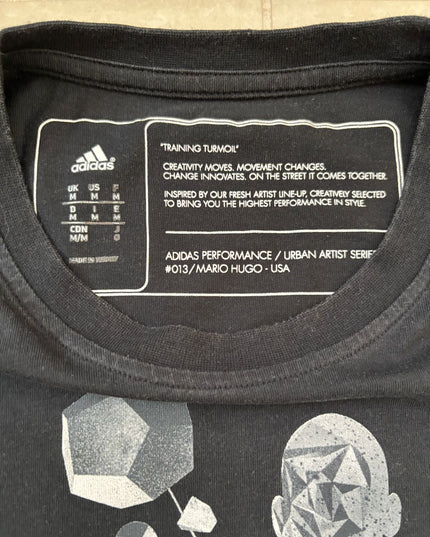 adidas®
UK US F
M M M
D I E
M M M
CDN J
M/M O
MADE IN TURKEY
"TRAINING TURMOIL"
CREATIVITY MOVES. MOVEMENT CHANGES.
CHANGE INNOVATES. ON THE STREET IT COMES TOGETHER.
INSPIRED BY OUR FRESH ARTIST LINE-UP, CREATIVELY SELECTED
TO BRING YOU THE HIGHEST PERFORMANCE IN STYLE.
ADIDAS PERFORMANCE / URBAN ARTIST SERIE
#013/MARIO HUGO - USA